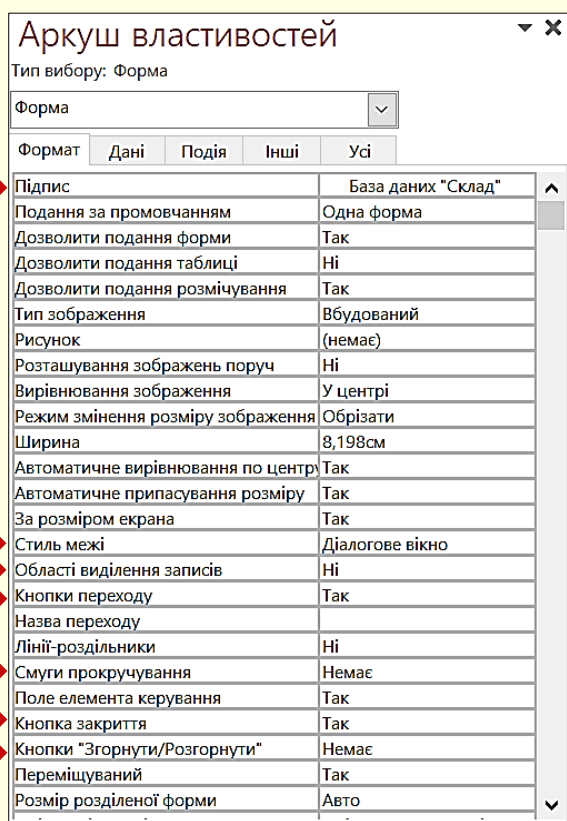 Аркуш властивостей
Тип вибору: Форма
Форма
Формат Дані Подія Інші Усі
Підпис База даних "Склад"
Подання за промовчанням Одна форма
Дозволити подання форми Так
Дозволити подання таблиці Ні
Дозволити подання розмічування Так
Тип зображення Вбудований
Рисунок (немає)
Розташування зображень поруч Ні
Вирівнювання зображення У центрі
Режим змінення розміру зображення Обрізати
Ширина 8,198см
Автоматичне вирівнювання по центру Так
Автоматичне припасування розміру Так
За розміром екрана Так
Стиль межі Діалогове вікно
Області виділення записів Ні
Кнопки переходу Так
Назва переходу
Лінії-роздільники Ні
Смуги прокручування Немає
Поле елемента керування Так
Кнопка закриття Так
Кнопки "Згорнути/Розгорнути" Немає
Переміщуваний Так
Розмір розділеної форми Авто